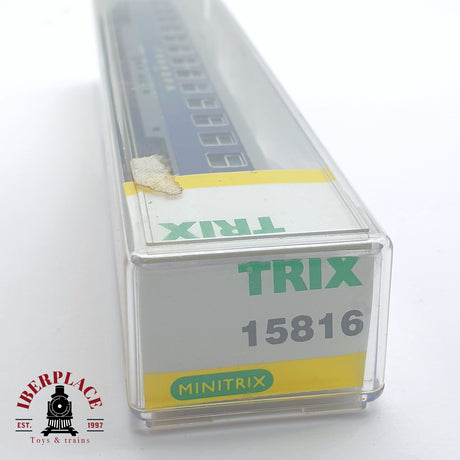 TRIX
TRIX
15816
MINITRIX
IBERPLACE
EST. 1997
Toys & trains